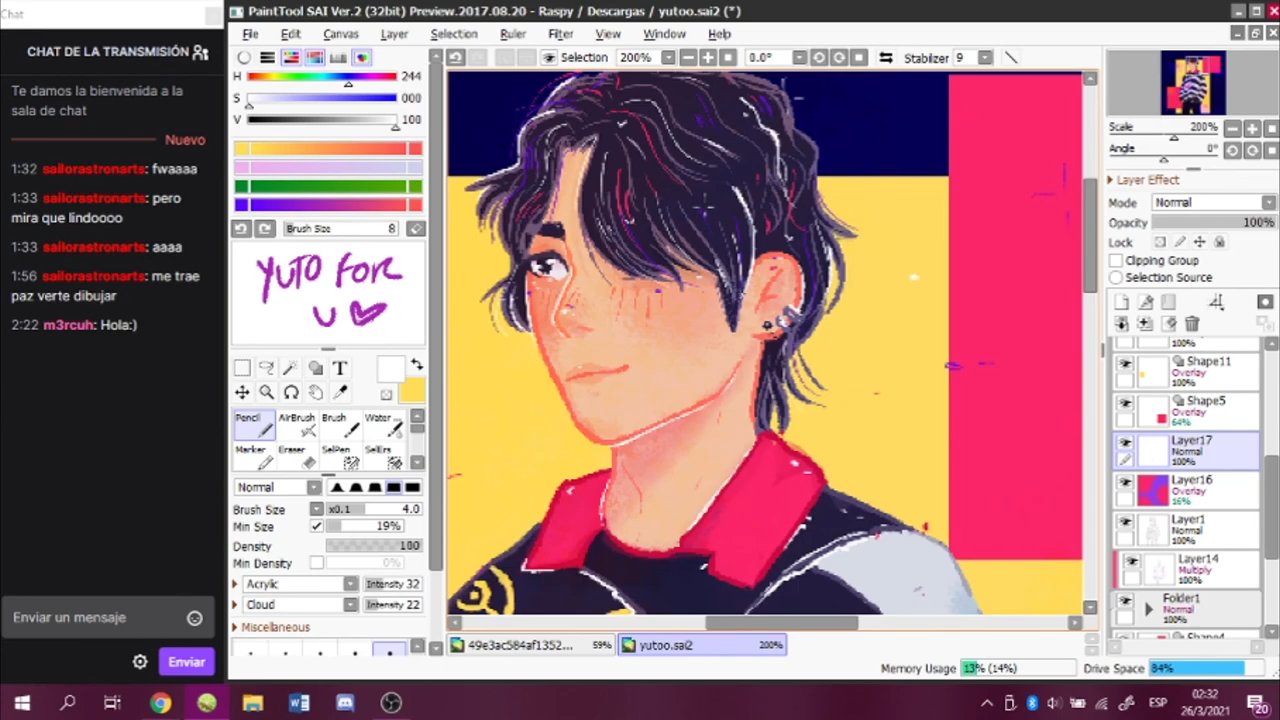 Chat
CHAT DE LA TRANSMISIÓN
Te damos la bienvenida a la
sala de chat
Nuevo
1:32 sailorastronarts: fwaaaa
1:33 sailorastronarts: pero
mira que lindoooo
1:33 sailorastronarts: aaaa
1:56 sailorastronarts: me trae
paz verte dibujar
2:22 m3rcuh: Hola:)
Enviar un mensaje
Enviar
PaintTool SAI Ver.2 (32bit) Preview.2017.08.20 - Raspy / Descargas / yutoo.sai2 (*)
File Edit Canvas Layer Selection Ruler Filter View Window Help
Selection 200% 0.0° Stabilizer 9
H 244
S 000
V 100
Brush Size 8
YUTO FOR
U
T
Pencil AirBrush Brush Water
Marker Eraser SelPen SelErs
Normal
Brush Size x0.1 4.0
Min Size 19%
Density 100
Min Density 0%
Acrylic Intensity 32
Cloud Intensity 22
Miscellaneous
49e3ac584af1352... 59% yutoo.sai2 200%
Memory Usage 13% (14%) Drive Space 84%
Scale 200%
Angle 0°
Layer Effect
Mode Normal
Opacity 100%
Lock
Clipping Group
Selection Source
100%
Shape11
Overlay
100%
Shape5
Overlay
64%
Layer17
Normal
100%
Layer16
Overlay
16%
Layer1
Normal
100%
Layer14
Multiply
100%
Folder1
Normal
100%
Shape4
ESP
02:32
26/3/2021
20